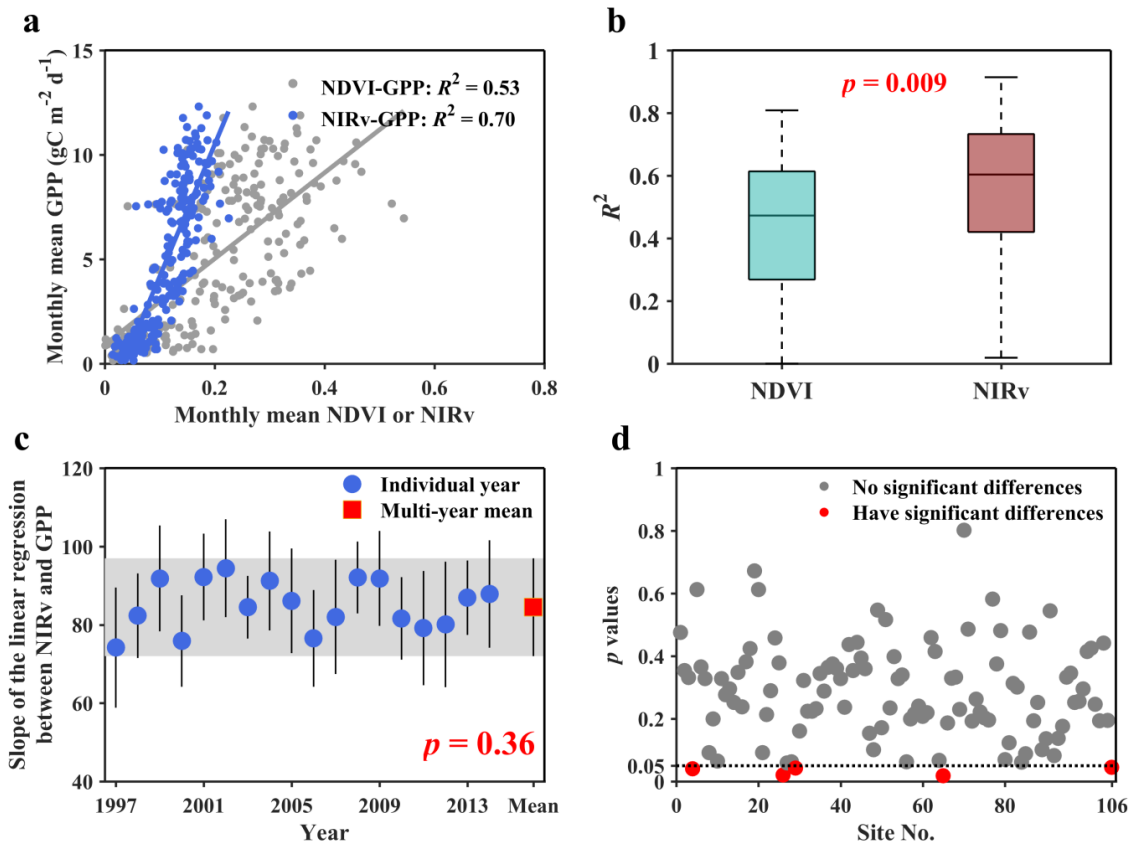 a
Monthly mean GPP (gC m⁻² d⁻¹)
15
10
5
0
NDVI-GPP: R² = 0.53
NIRv-GPP: R² = 0.70
0 0.2 0.4 0.6 0.8
Monthly mean NDVI or NIRv
b
R²
1
0.8
0.6
0.4
0.2
0
p = 0.009
NDVI NIRv
c
Slope of the linear regression
between NIRv and GPP
120
100
80
60
40
Individual year
Multi-year mean
p = 0.36
1997 2001 2005 2009 2013 Mean
Year
d
p values
1
0.8
0.6
0.4
0.2
0.05
0
No significant differences
Have significant differences
0 20 40 60 80 106
Site No.